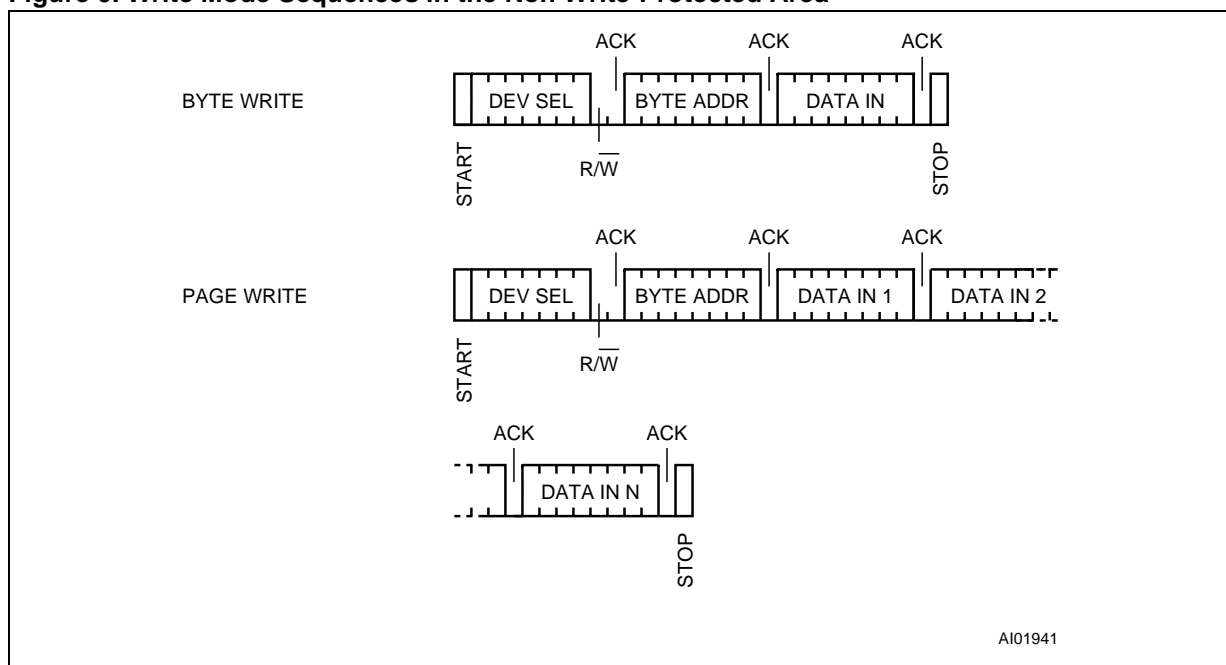 Write Mode Sequences in the Non Write Protected Area
ACK ACK ACK
BYTE WRITE DEV SEL BYTE ADDR DATA IN
START R/W̅ STOP
ACK ACK ACK
PAGE WRITE DEV SEL BYTE ADDR DATA IN 1 DATA IN 2
START R/W̅
ACK ACK
DATA IN N
STOP
AI01941